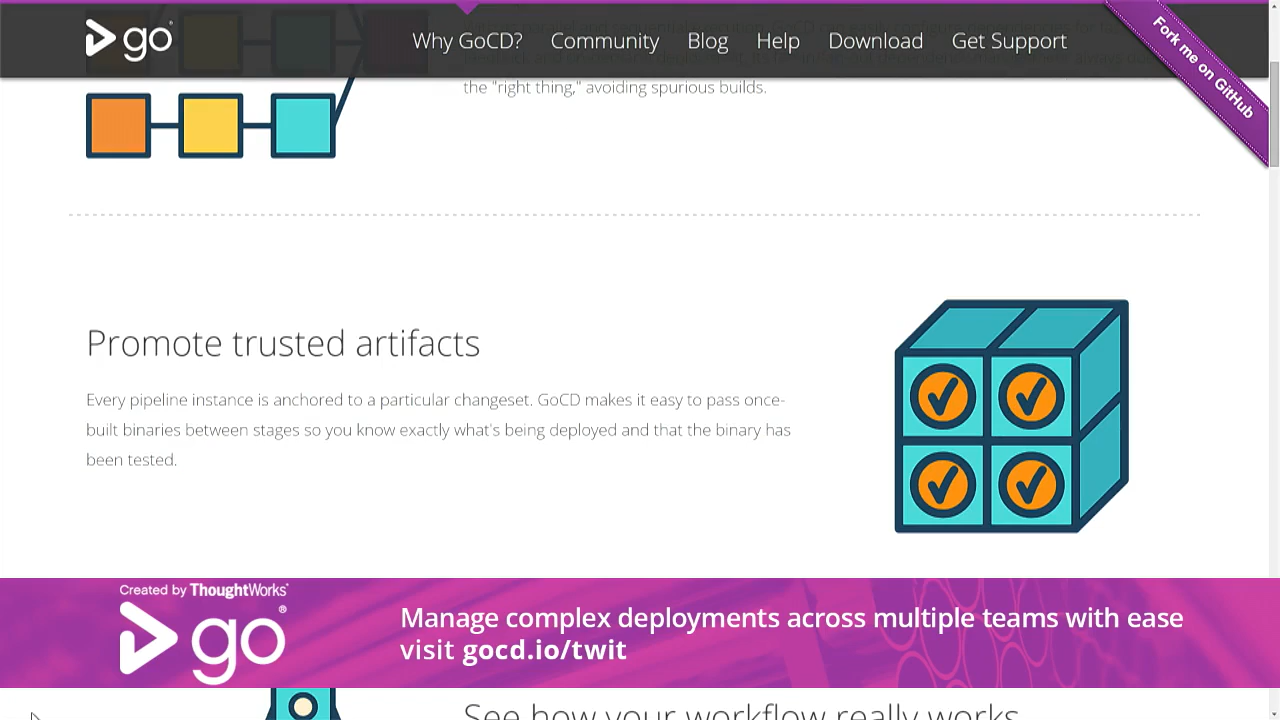 go
Why GoCD? Community Blog Help Download Get Support
Fork me on GitHub
the "right thing," avoiding spurious builds.
Promote trusted artifacts
Every pipeline instance is anchored to a particular changeset. GoCD makes it easy to pass once-
built binaries between stages so you know exactly what's being deployed and that the binary has
been tested.
Created by ThoughtWorks®
go®
Manage complex deployments across multiple teams with ease
visit gocd.io/twit
See how your workflow really works